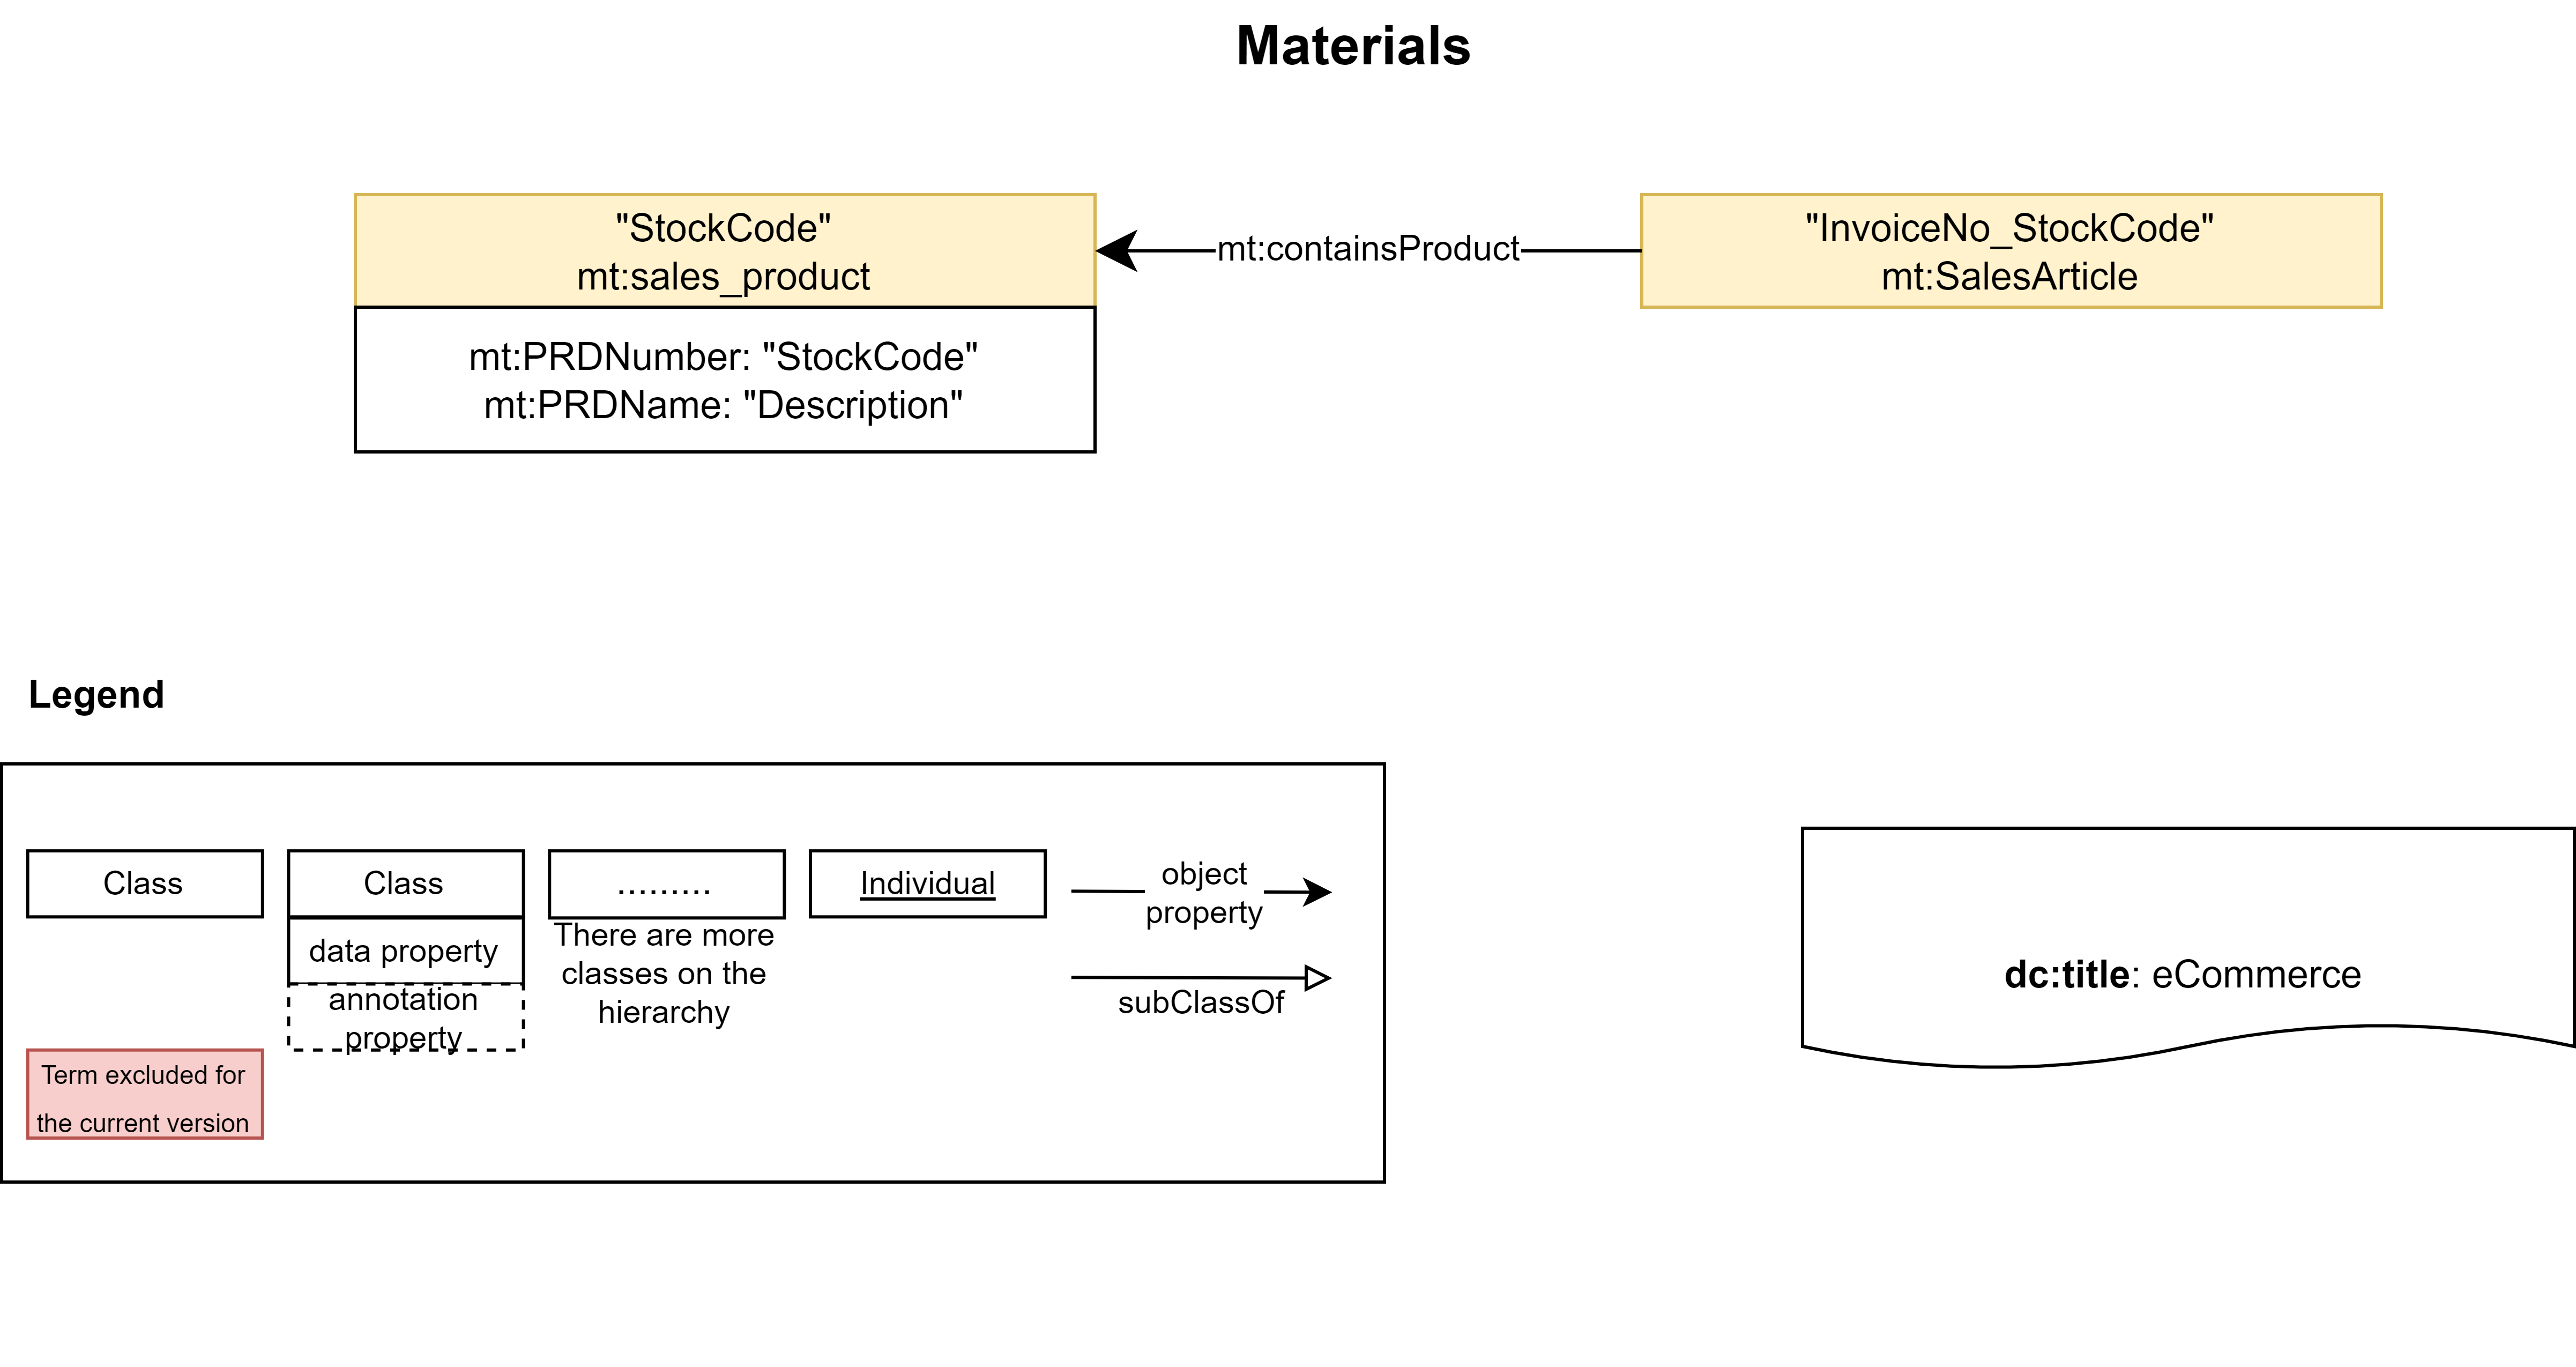 Materials
"StockCode"
mt:sales_product
mt:containsProduct
"InvoiceNo_StockCode"
mt:SalesArticle
mt:PRDNumber: "StockCode"
mt:PRDName: "Description"
Legend
Class
Class
data property
annotation
property
.........
There are more
classes on the
hierarchy
Individual
object
property
subClassOf
Term excluded for
the current version
dc:title: eCommerce